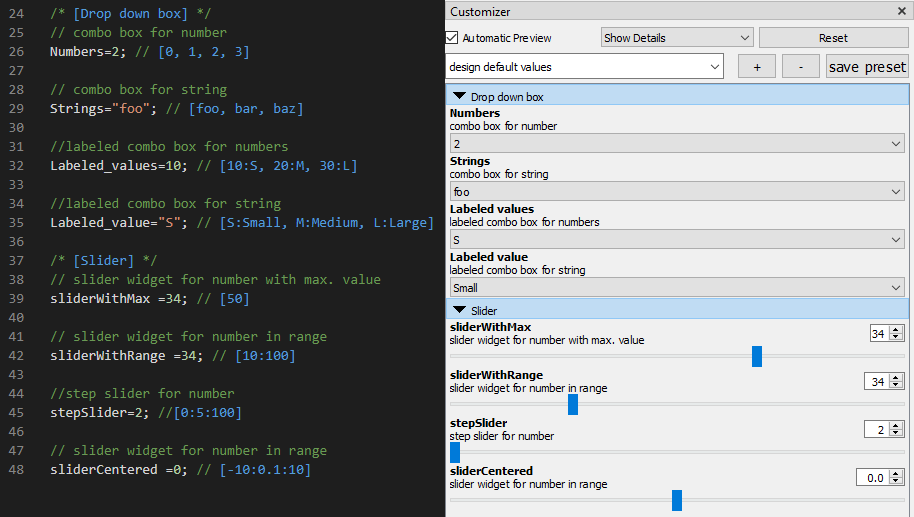 24 /* [Drop down box] */
25 // combo box for number
26 Numbers=2; // [0, 1, 2, 3]
27
28 // combo box for string
29 Strings="foo"; // [foo, bar, baz]
30
31 //labeled combo box for numbers
32 Labeled_values=10; // [10:S, 20:M, 30:L]
33
34 //labeled combo box for string
35 Labeled_value="S"; // [S:Small, M:Medium, L:Large]
36
37 /* [Slider] */
38 // slider widget for number with max. value
39 sliderWithMax =34; // [50]
40
41 // slider widget for number in range
42 sliderWithRange =34; // [10:100]
43
44 //step slider for number
45 stepSlider=2; //[0:5:100]
46
47 // slider widget for number in range
48 sliderCentered =0; // [-10:0.1:10]
Customizer
Automatic Preview Show Details Reset
design default values + - save preset
Drop down box
Numbers
combo box for number
2
Strings
combo box for string
foo
Labeled values
labeled combo box for numbers
S
Labeled value
labeled combo box for string
Small
Slider
sliderWithMax
slider widget for number with max. value 34
sliderWithRange
slider widget for number in range 34
stepSlider
step slider for number 2
sliderCentered
slider widget for number in range 0.0